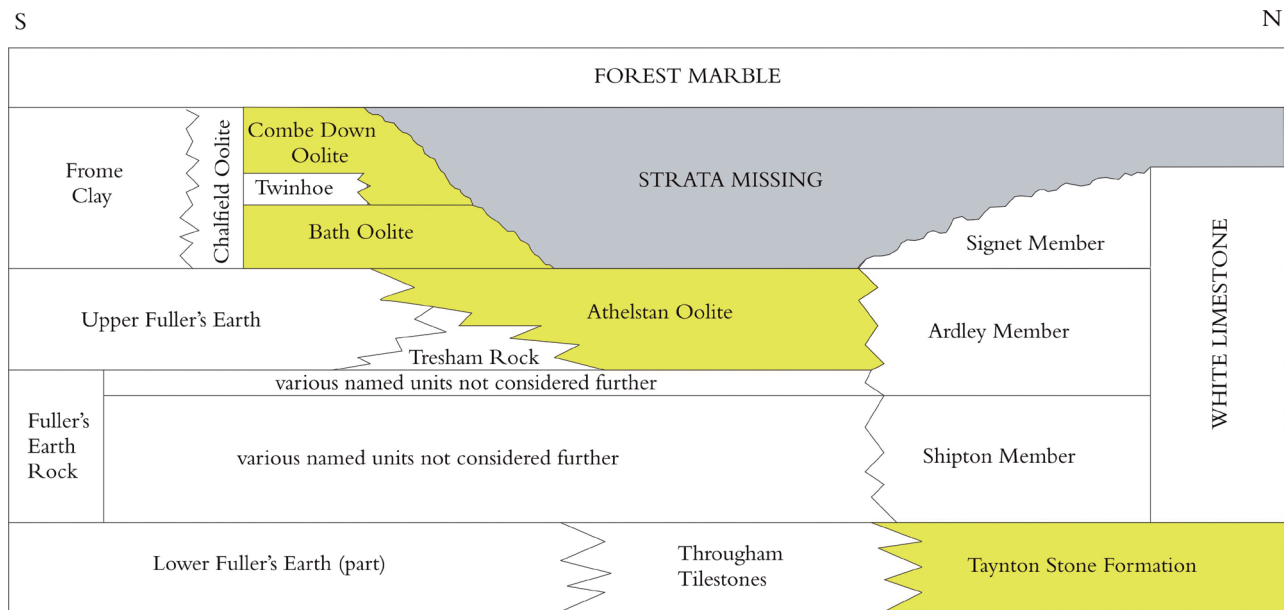 S
N
FOREST MARBLE
Frome
Clay
Chalfield Oolite
Combe Down
Oolite
Twinhoe
Bath Oolite
STRATA MISSING
Signet Member
WHITE LIMESTONE
Upper Fuller's Earth
Athelstan Oolite
Tresham Rock
Ardley Member
various named units not considered further
Fuller's
Earth
Rock
various named units not considered further
Shipton Member
Lower Fuller's Earth (part)
Througham
Tilestones
Taynton Stone Formation